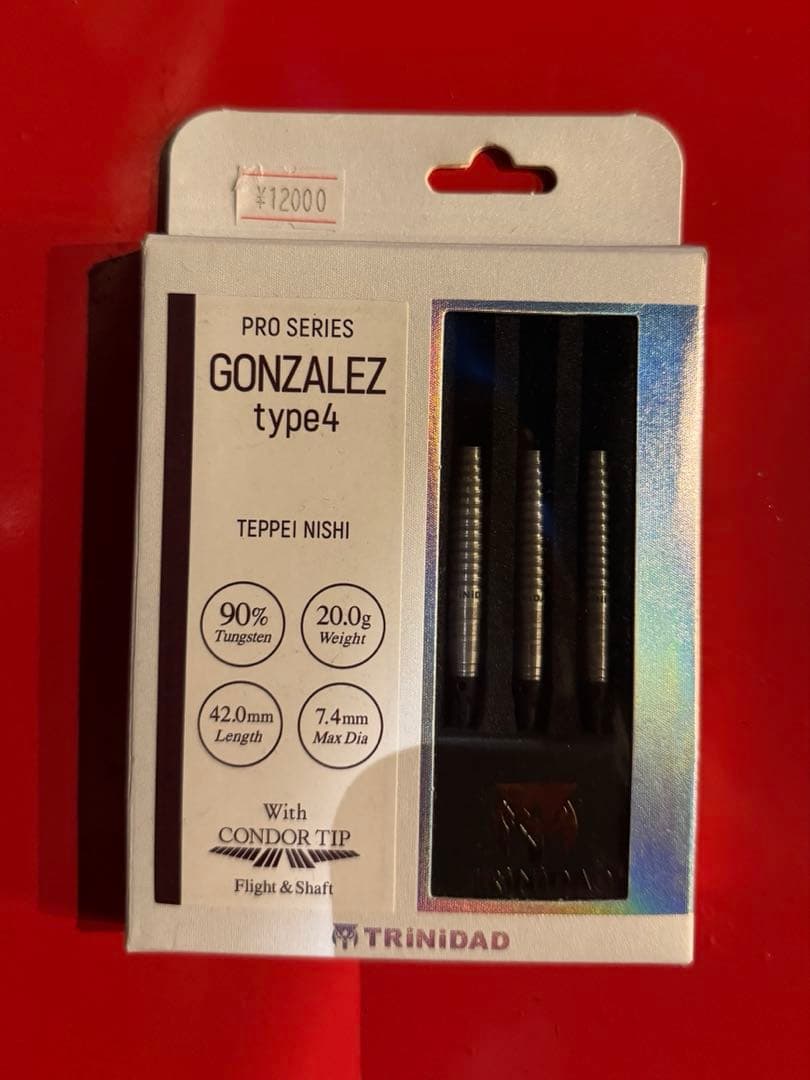 ¥12000
PRO SERIES
GONZALEZ
type4
TEPPEI NISHI
90%
Tungsten
20.0g
Weight
42.0mm
Length
7.4mm
Max Dia
With
CONDOR TIP
Flight & Shaft
TRiNiDAD
TRiNiDAD